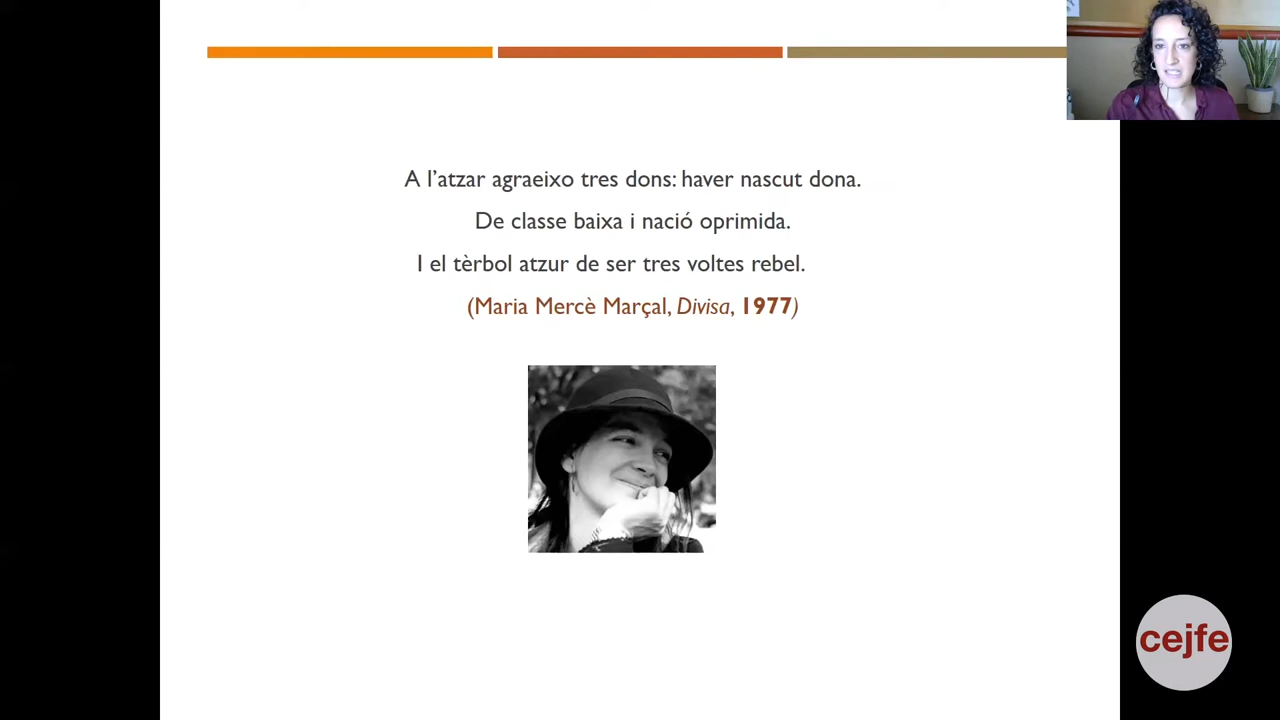 A l’atzar agraeixo tres dons: haver nascut dona.
De classe baixa i nació oprimida.
I el tèrbol atzur de ser tres voltes rebel.
(Maria Mercè Marçal, Divisa, 1977)
cejfe